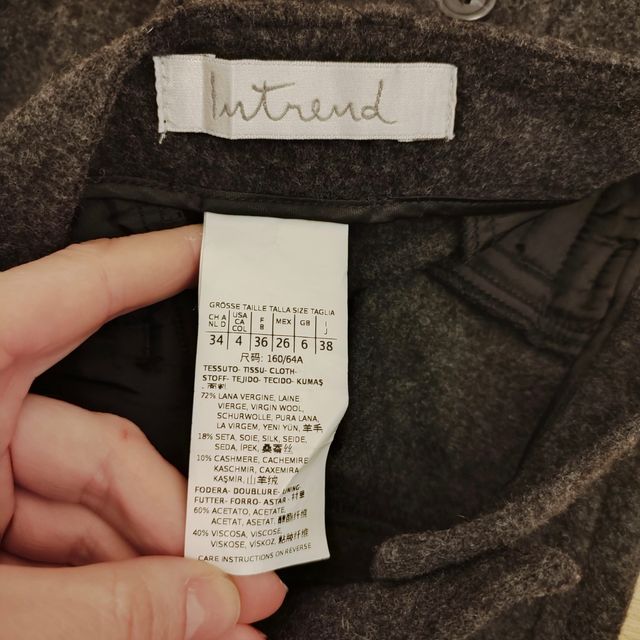 Intrend
GRÖSSE TAILLE TALLA SIZE TAGLIA
CH A NL D USA CA COL F B MEX GB I J
34 4 36 26 6 38
尺码: 160/64A
TESSUTO- TISSU- CLOTH-
STOFF- TEJIDO- TECIDO- KUMAŞ
72% LANA VERGINE, LAINE
VIERGE, VIRGIN WOOL,
SCHURWOLLE, PURA LANA,
LA VIRGEM, YENI YÜN, 羊毛
18% SETA, SOIE, SILK, SEIDE,
SEDA, İPEK, 桑蚕丝
10% CASHMERE, CACHEMIRE,
KASCHMIR, CAXEMIRA
KAŞMIR, 山羊绒
FODERA- DOUBLURE- LINING
FUTTER- FORRO- ASTAR- 衬里
60% ACETATO, ACETATE,
ACETAT, ASETAT, 醋酯纤维
40% VISCOSA, VISCOSE,
VISKOSE, VİSKOZ, 黏胶纤维
CARE INSTRUCTIONS ON REVERSE